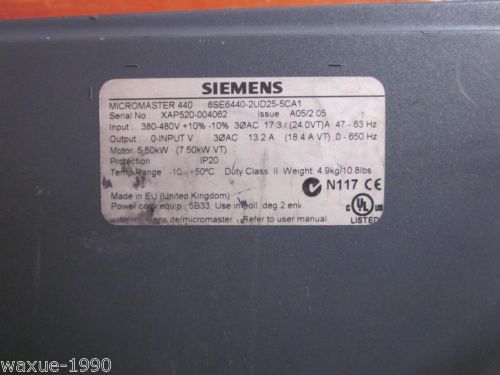 SIEMENS
MICROMASTER 440 6SE6440-2UD25-5CA1
Serial No XAP520-004062 Issue A05/2.05
Input 380-480V +10% -10% 3ØAC 17.3 / (24.0VT)A 47 - 63 Hz
Output 0-INPUT V 3ØAC 13.2 A (18.4 A VT) 0 - 650 Hz
Motor 5.50kW (7.50kW VT)
Protection IP20
Temp Range -10 +50°C Duty Class II Weight: 4.9kg/10.8lbs
N117 CE
Made in EU (United Kingdom)
Power equip. 5B33 Use in poll. deg 2 env.
c UL us
LISTED
.de/micromaster Refer to user manual.
waxue-1990